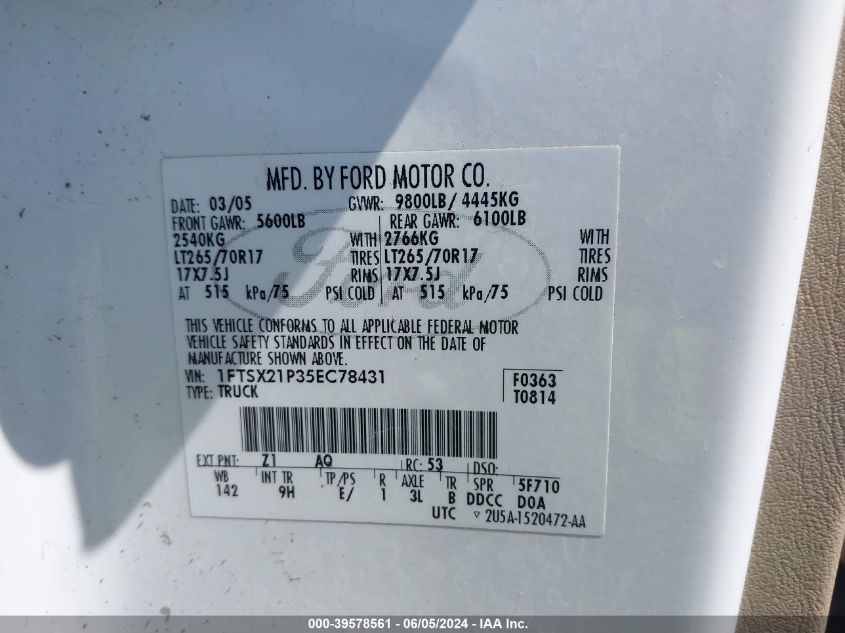 MFD. BY FORD MOTOR CO.
DATE: 03/05 GVWR: 9800LB/ 4445KG
FRONT GAWR: 5600LB REAR GAWR: 6100LB
2540KG WITH 2766KG WITH
LT265/70R17 TIRES LT265/70R17 TIRES
17X7.5J RIMS 17X7.5J RIMS
AT 515 kPa/75 PSI COLD AT 515 kPa/75 PSI COLD
Ford
THIS VEHICLE CONFORMS TO ALL APPLICABLE FEDERAL MOTOR
VEHICLE SAFETY STANDARDS IN EFFECT ON THE DATE OF
MANUFACTURE SHOWN ABOVE.
VIN: 1FTSX21P35EC78431 F0363
TYPE: TRUCK T0814
EXT PNT: Z1 AQ RC: 53 DSO:
WB INT TR TP/PS R AXLE TR SPR 5F710
142 9H E/ 1 3L B DDCC DOA
UTC ▽ 2U5A-1520472-AA
000-39578561 - 06/05/2024 - IAA Inc.